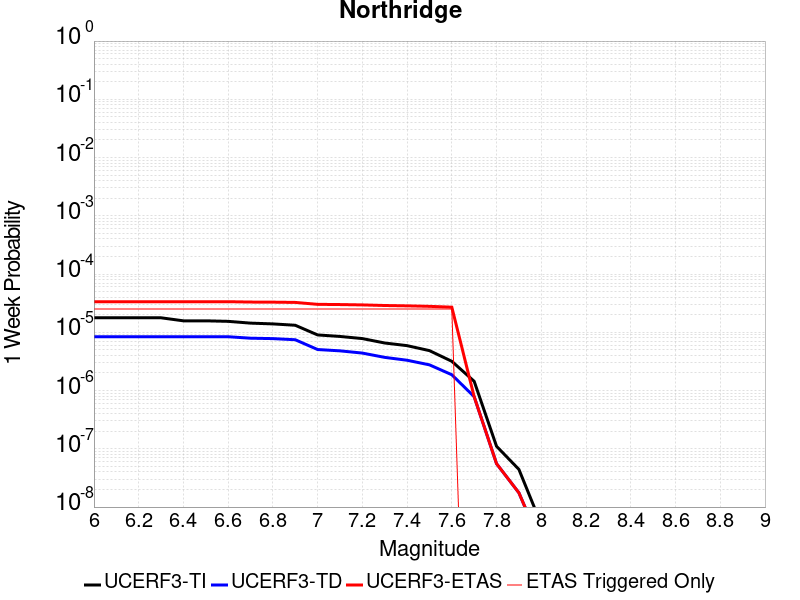 Northridge
10^0
10^-1
10^-2
10^-3
10^-4
10^-5
10^-6
10^-7
10^-8
1 Week Probability
6 6.2 6.4 6.6 6.8 7 7.2 7.4 7.6 7.8 8 8.2 8.4 8.6 8.8 9
Magnitude
UCERF3-TI UCERF3-TD UCERF3-ETAS ETAS Triggered Only